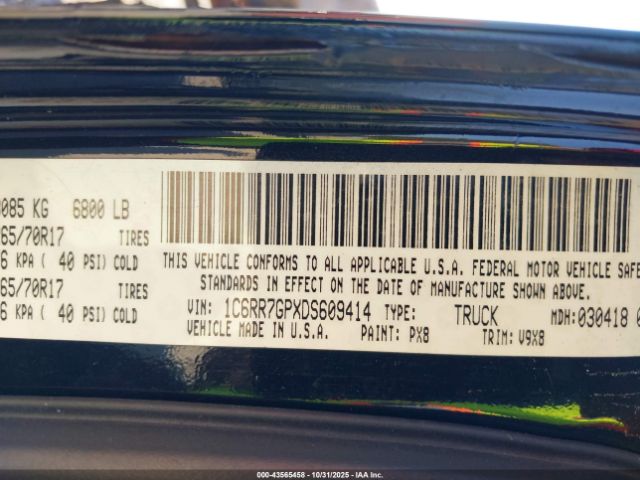 085 KG 6800 LB
65/70R17 TIRES
6 KPA ( 40 PSI) COLD
65/70R17 TIRES
6 KPA ( 40 PSI) COLD
THIS VEHICLE CONFORMS TO ALL APPLICABLE U.S.A. FEDERAL MOTOR VEHICLE SAFE
STANDARDS IN EFFECT ON THE DATE OF MANUFACTURE SHOWN ABOVE.
VIN: 1C6RR7GPXDS609414 TYPE: TRUCK MDH: 030418 0
VEHICLE MADE IN U.S.A. PAINT: PX8 TRIM: V9X8
000-43565458 - 10/31/2025 - IAAI.com